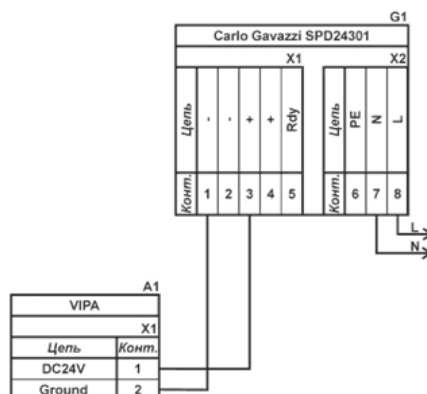 G1
Carlo Gavazzi SPD24301
X1 X2
Цепь - - + + Rdy Цепь PE N L
Конт. 1 2 3 4 5 Конт. 6 7 8
L
N
A1
VIPA
X1
Цепь Конт.
DC24V 1
Ground 2